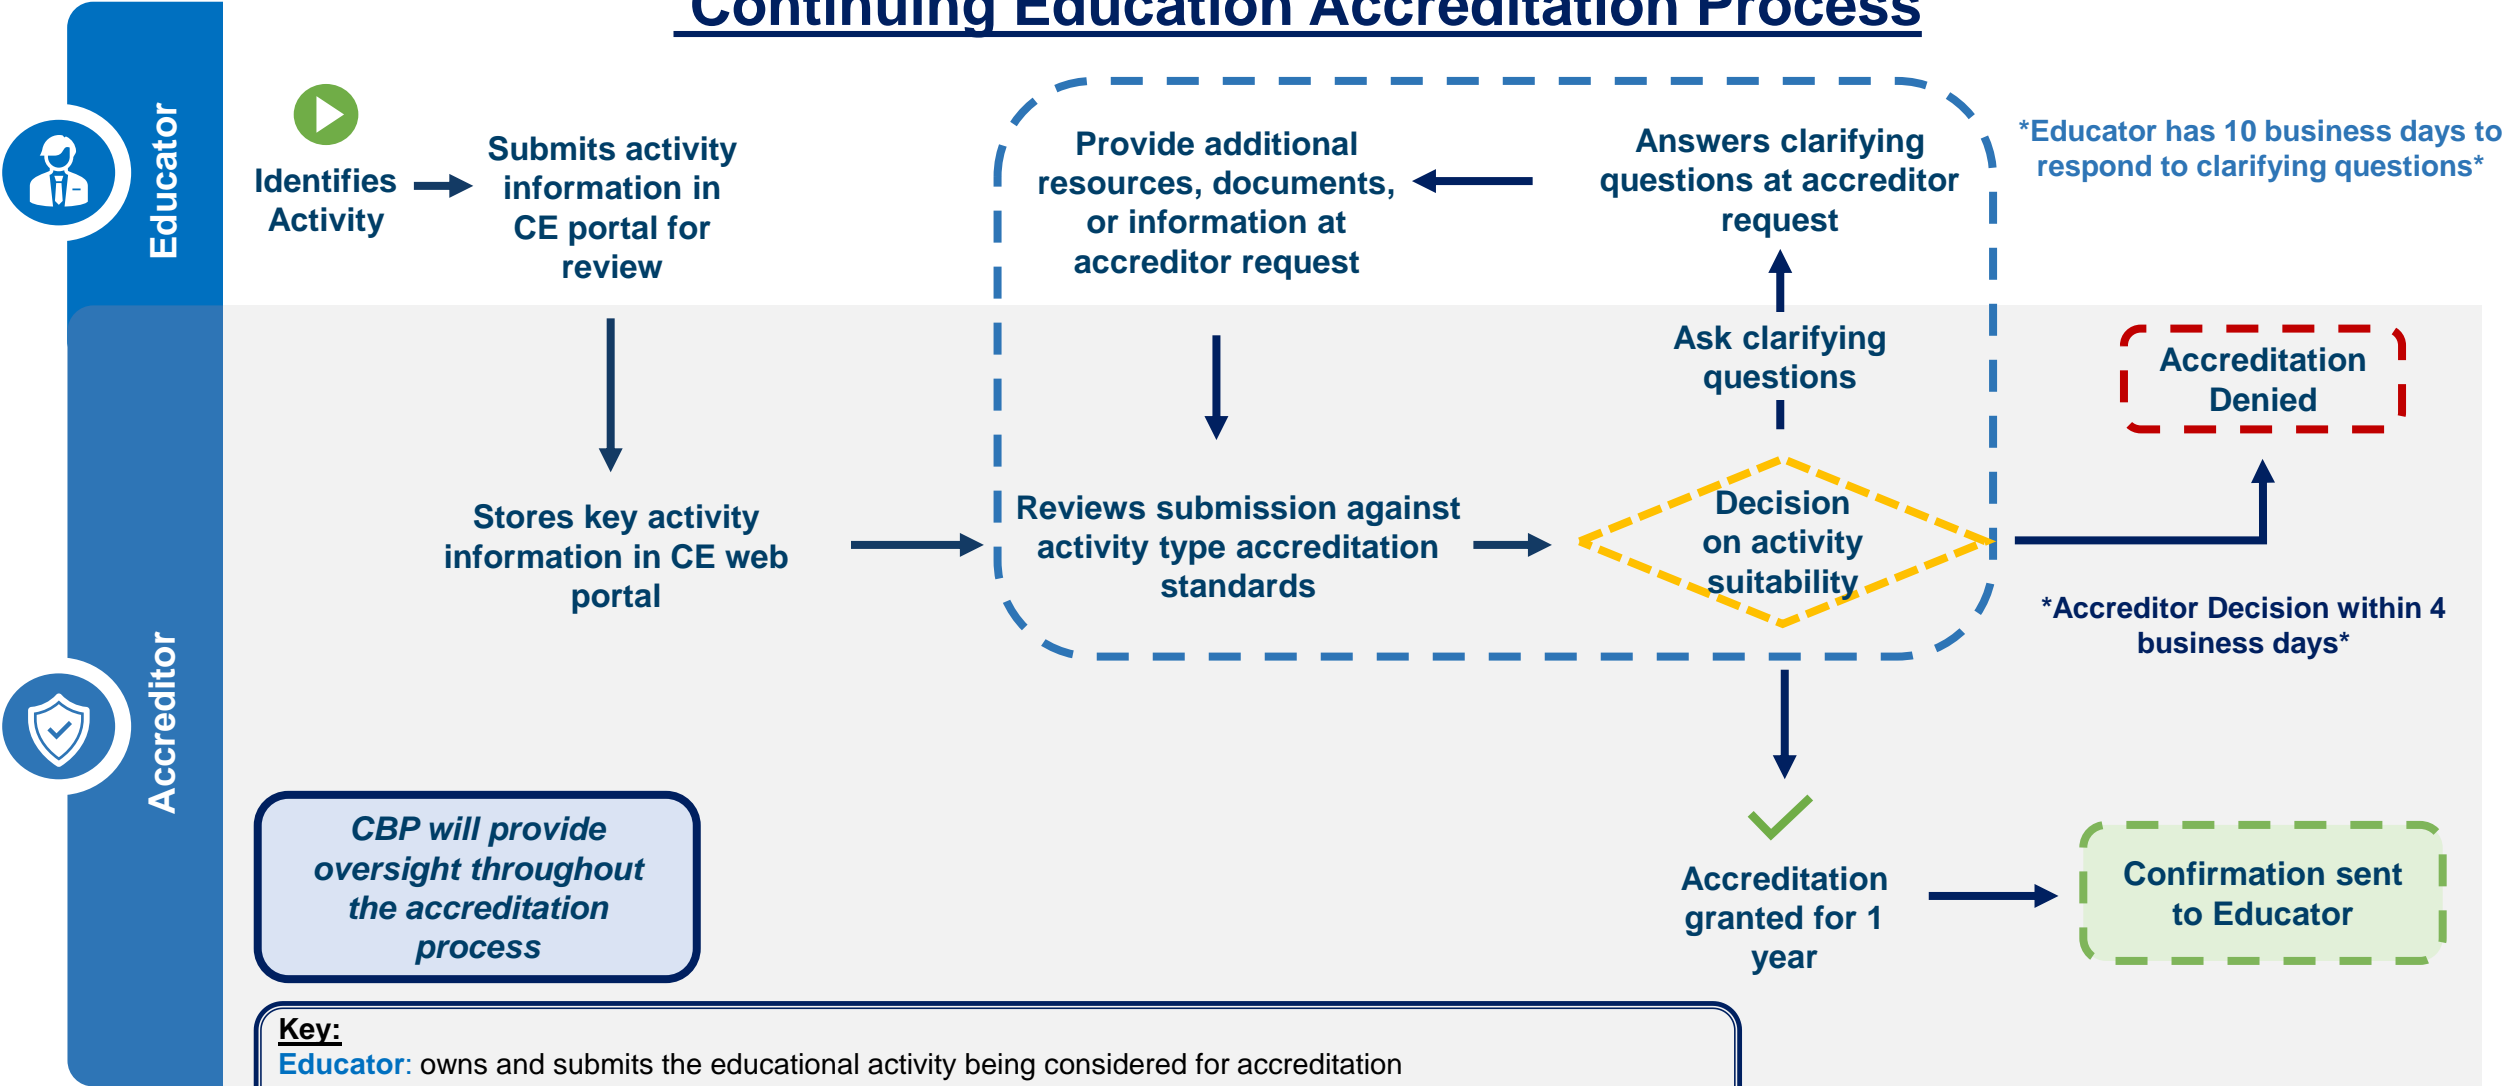 Continuing Education Accreditation Process
Educator
Identifies
Activity
Submits activity
information in
CE portal for
review
Provide additional
resources, documents,
or information at
accreditor request
Answers clarifying
questions at accreditor
request
*Educator has 10 business days to
respond to clarifying questions*
Accreditor
Stores key activity
information in CE web
portal
Reviews submission against
activity type accreditation
standards
Ask clarifying
questions
Decision
on activity
suitability
Accreditation
Denied
*Accreditor Decision within 4
business days*
CBP will provide
oversight throughout
the accreditation
process
Accreditation
granted for 1
year
Confirmation sent
to Educator
Key:
Educator: owns and submits the educational activity being considered for accreditation